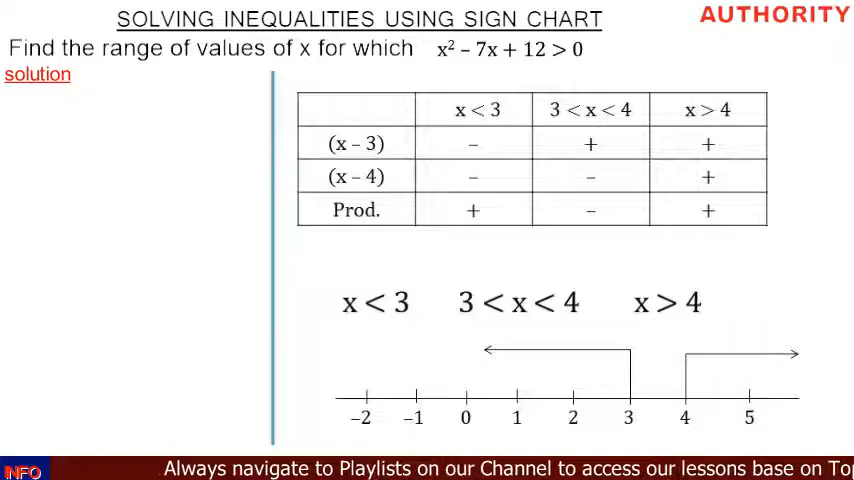 SOLVING INEQUALITIES USING SIGN CHART
AUTHORITY
Find the range of values of x for which x² – 7x + 12 > 0
solution
x < 3 3 < x < 4 x > 4
(x – 3) – + +
(x – 4) – – +
Prod. + – +
x < 3 3 < x < 4 x > 4
–2 –1 0 1 2 3 4 5
INFO Always navigate to Playlists on our Channel to access our lessons base on To